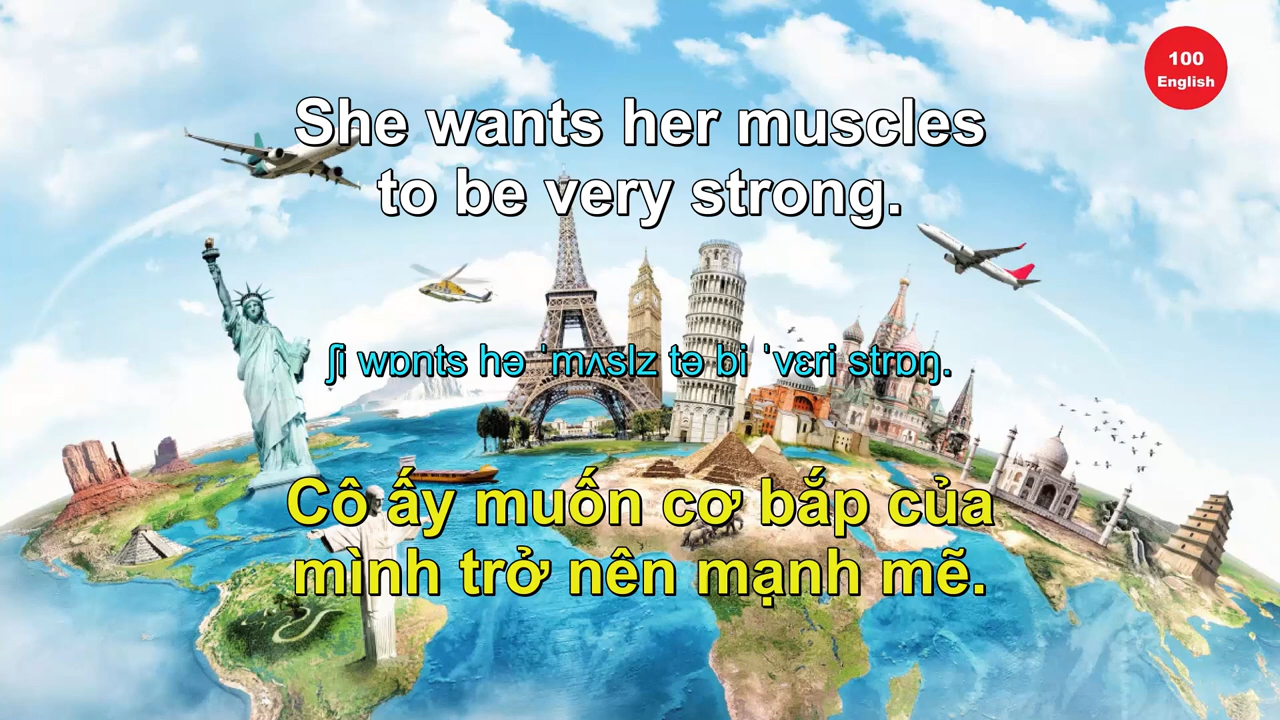 100
English
She wants her muscles
to be very strong.
ʃi wɒnts hə ˈmʌslz tə bi ˈvɛri strɒŋ.
Cô ấy muốn cơ bắp của
mình trở nên mạnh mẽ.